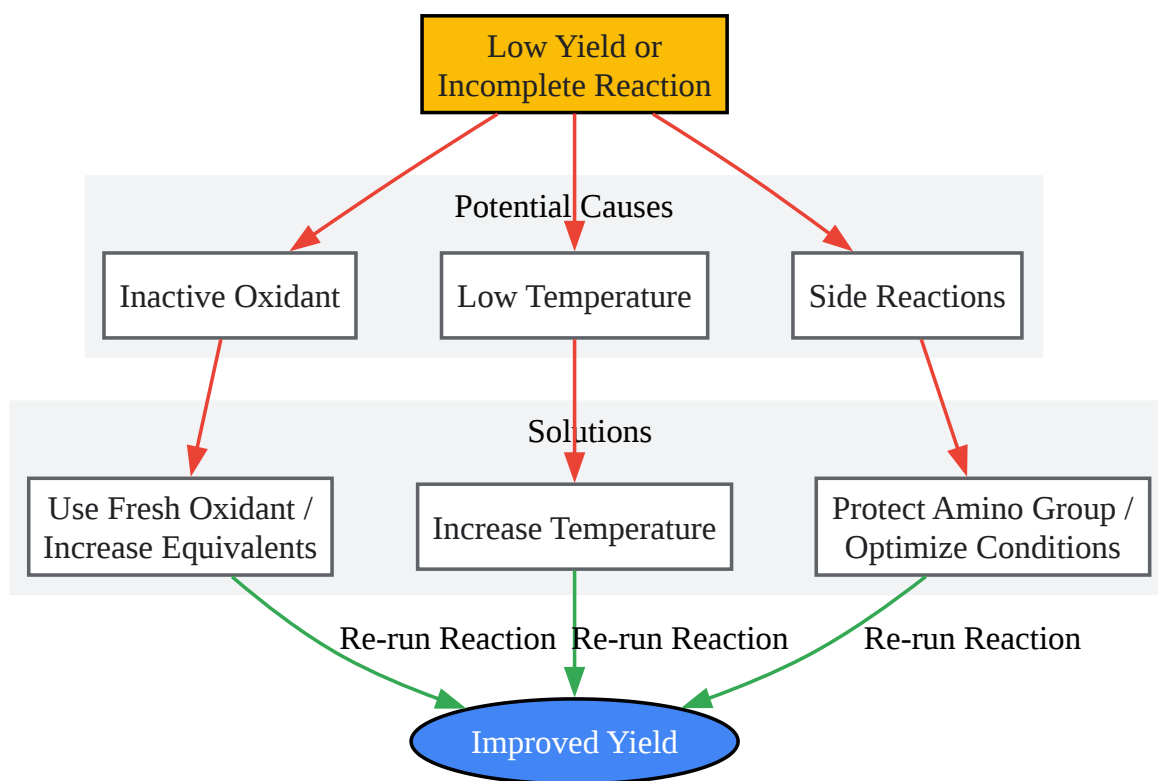 Low Yield or
Incomplete Reaction
Potential Causes
Inactive Oxidant
Low Temperature
Side Reactions
Solutions
Use Fresh Oxidant /
Increase Equivalents
Increase Temperature
Protect Amino Group /
Optimize Conditions
Re-run Reaction
Re-run Reaction
Re-run Reaction
Improved Yield